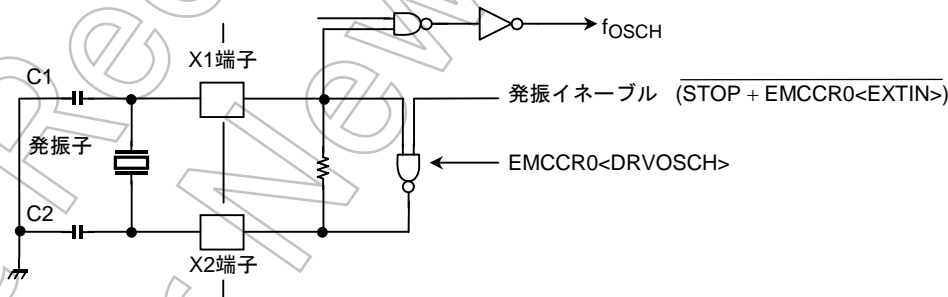 fOSCH
X1端子
C1
発振イネーブル (STOP + EMCCR0<EXTIN>)
発振子
EMCCR0<DRVOSCH>
C2
X2端子